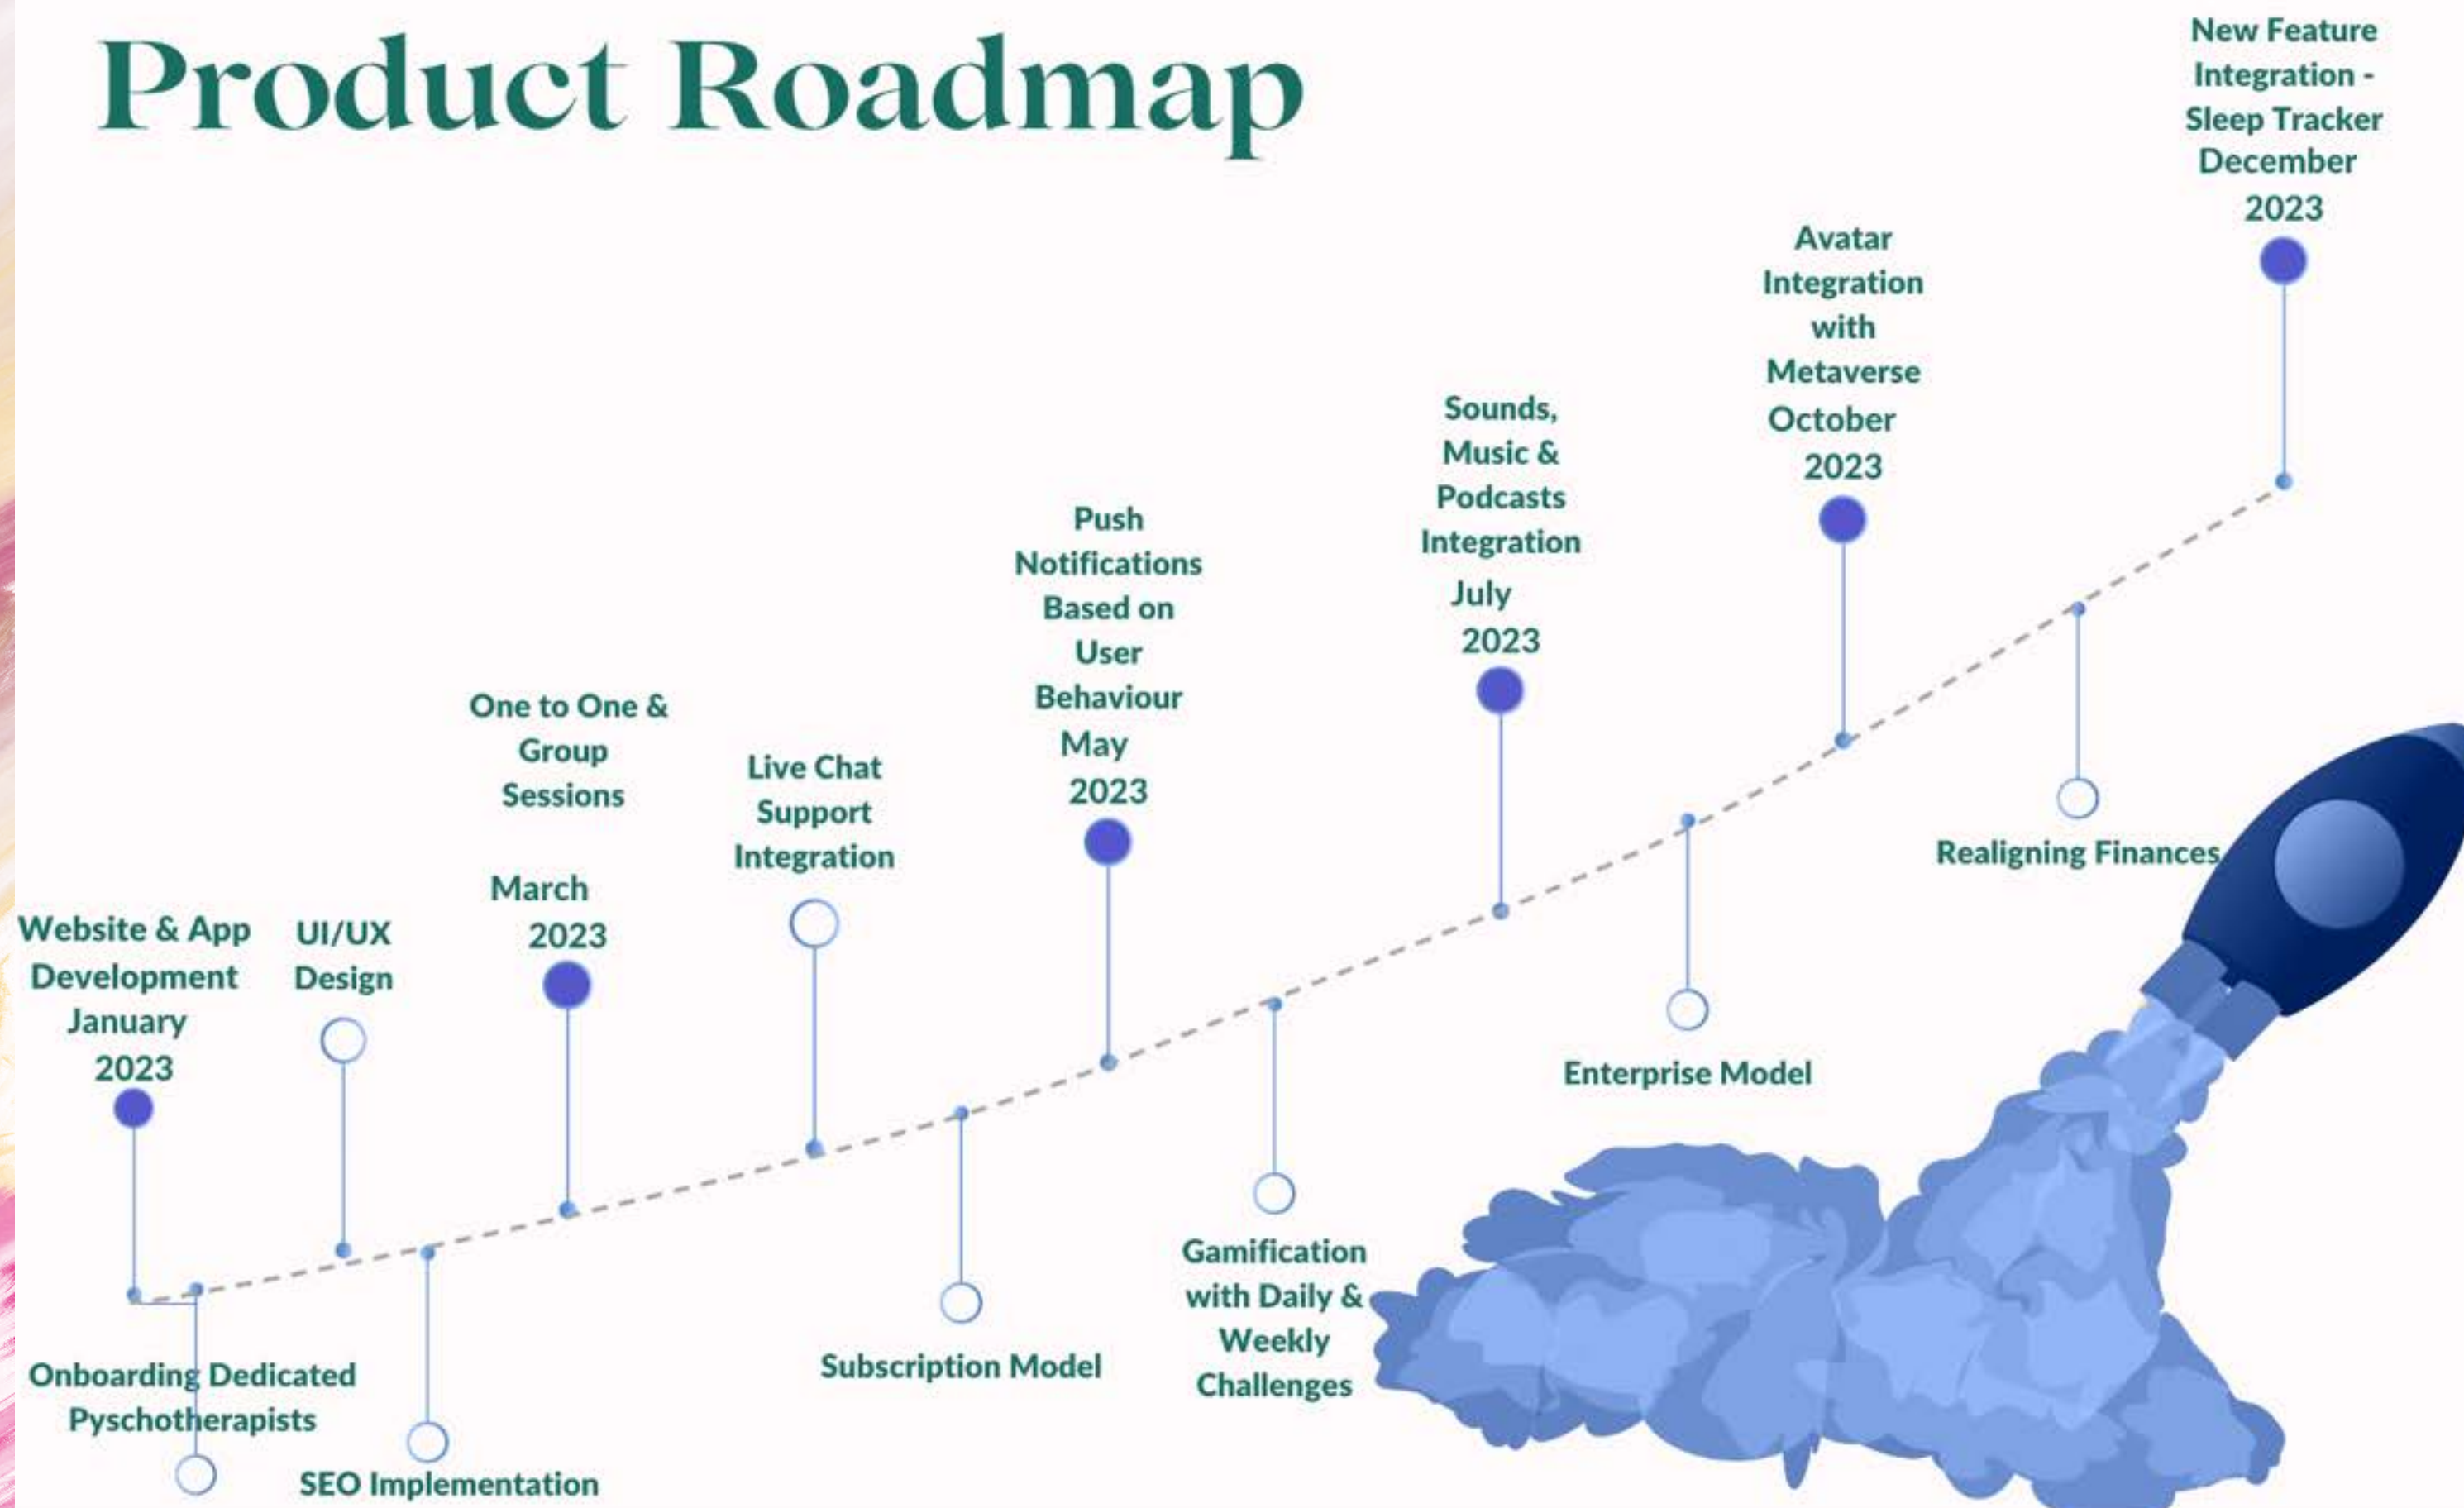 Product Roadmap
Website & App
Development
January
2023
Onboarding Dedicated
Pyschotherapists
UI/UX
Design
SEO Implementation
One to One &
Group
Sessions
March
2023
Live Chat
Support
Integration
Subscription Model
Push
Notifications
Based on
User
Behaviour
May
2023
Gamification
with Daily &
Weekly
Challenges
Sounds,
Music &
Podcasts
Integration
July
2023
Enterprise Model
Avatar
Integration
with
Metaverse
October
2023
Realigning Finances
New Feature
Integration -
Sleep Tracker
December
2023